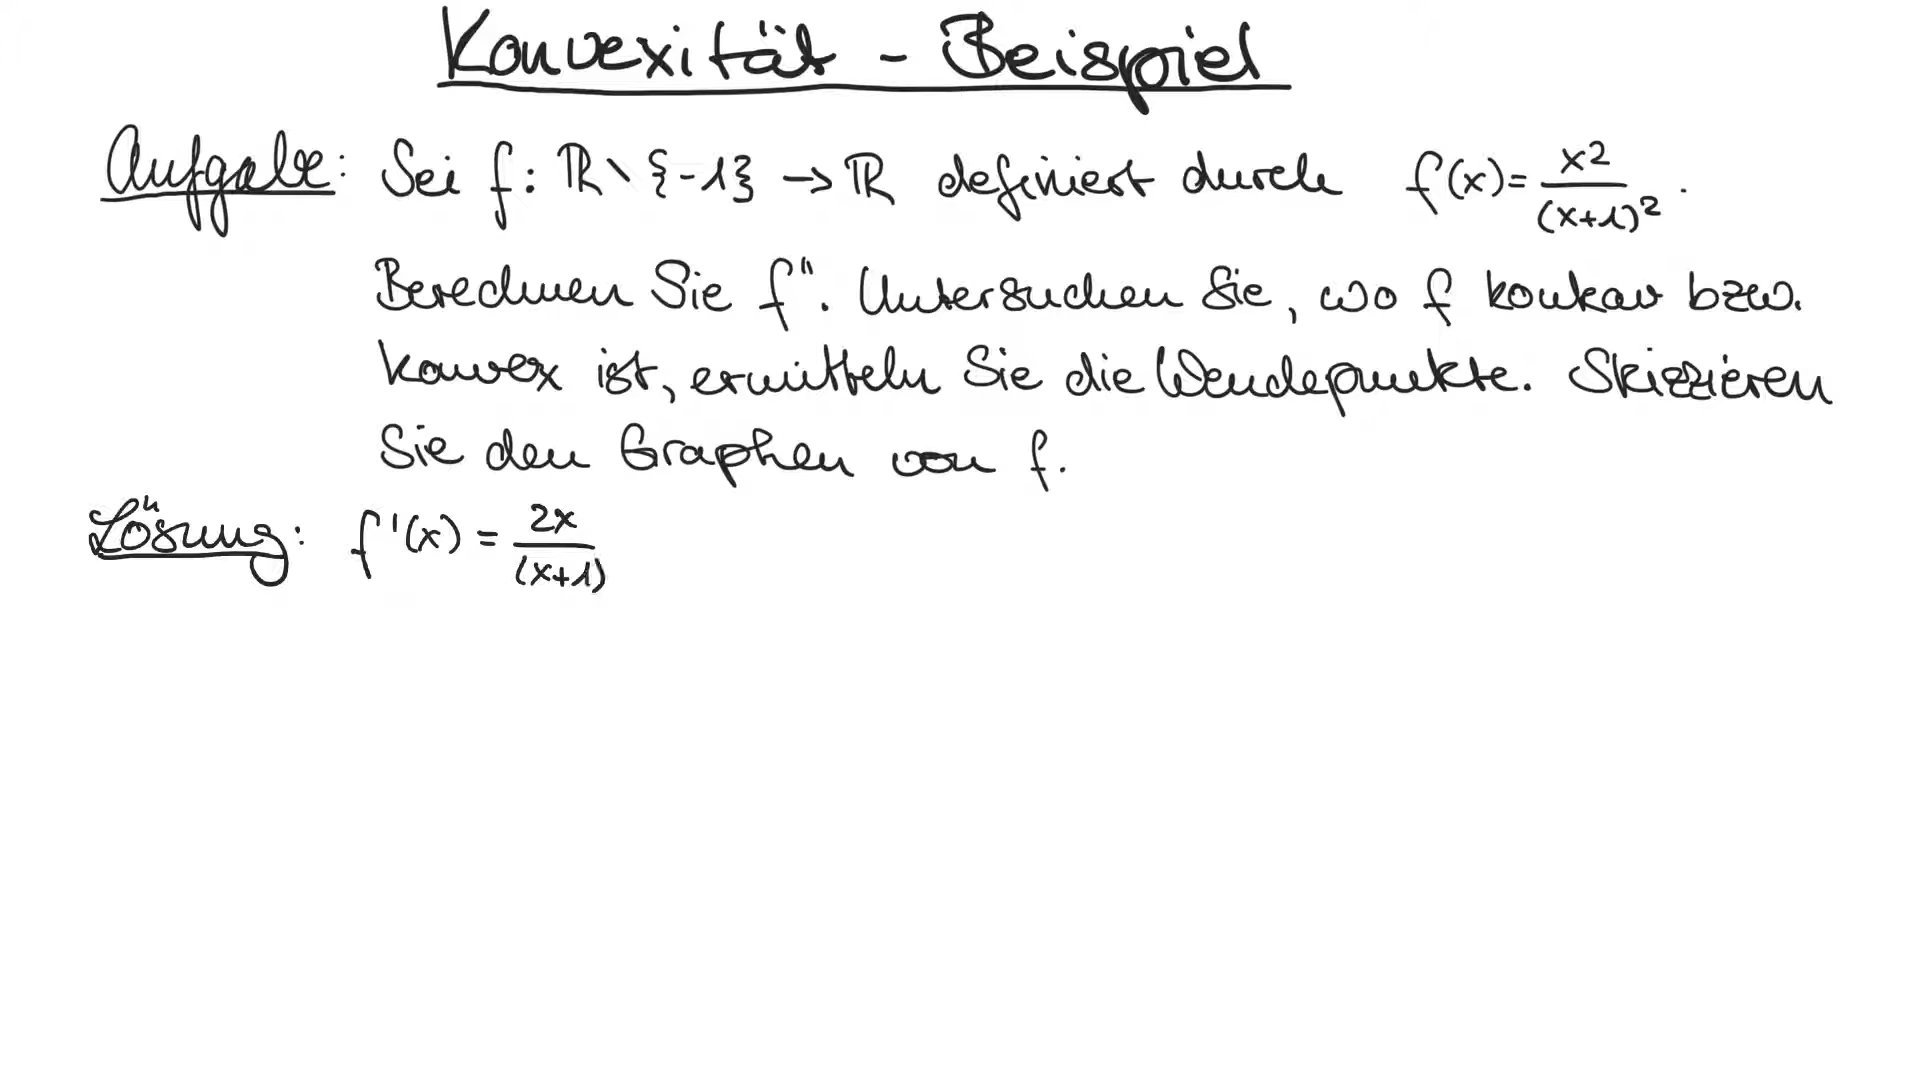 Konvexität - Beispiel
Aufgabe: Sei f: ℝ \ {-1} → ℝ definiert durch f(x) = x²/(x+1)².
Berechnen Sie f". Untersuchen Sie, wo f konkav bzw.
konvex ist, ermitteln Sie die Wendepunkte. Skizzieren
Sie den Graphen von f.
Lösung: f'(x) = 2x/(x+1)